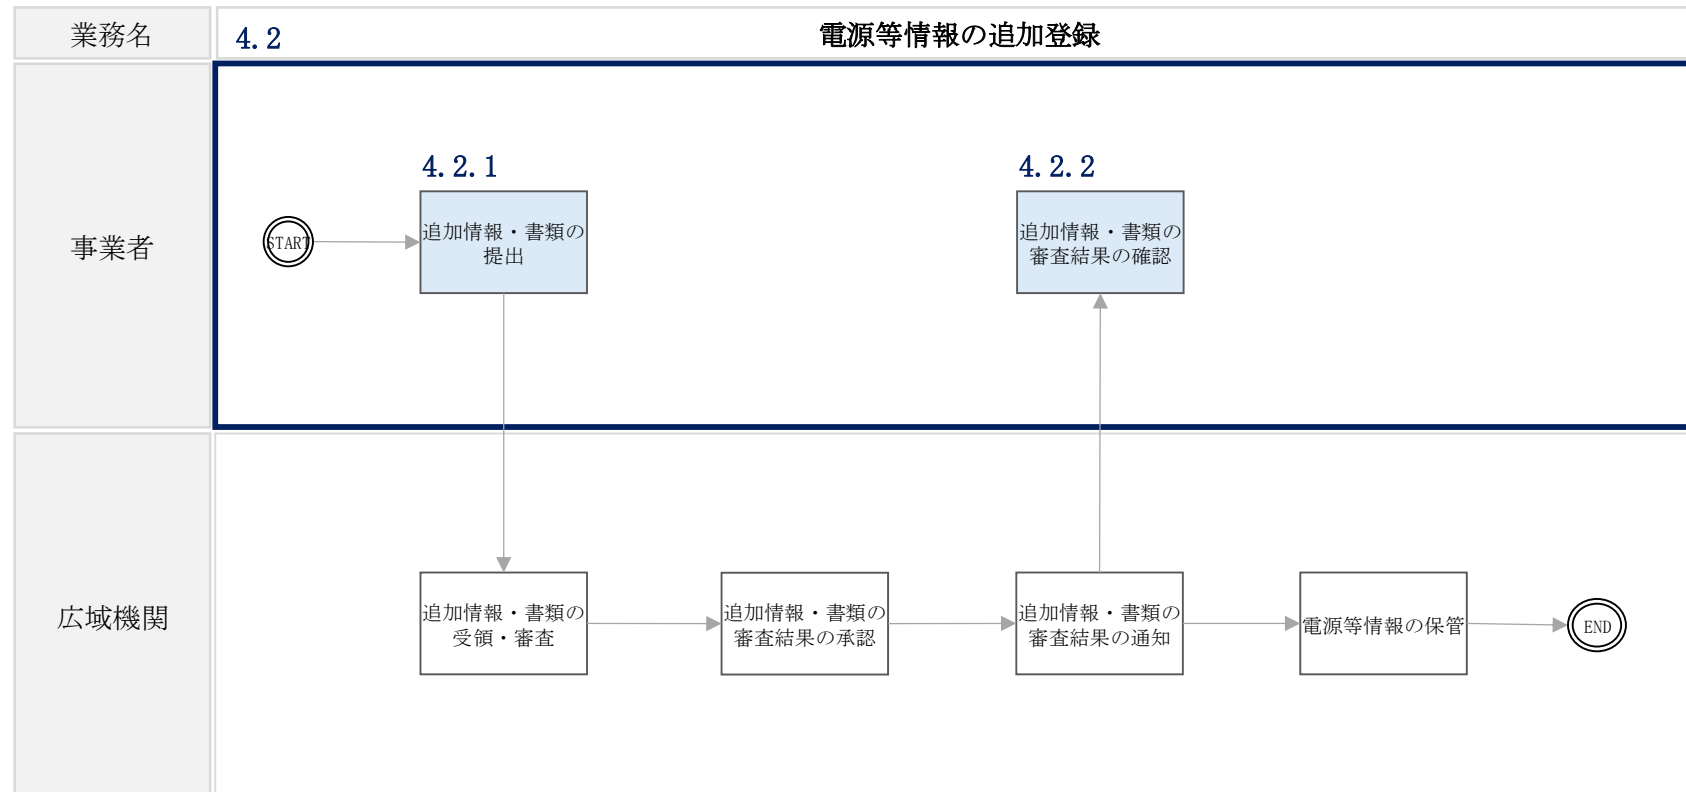 業務名
4.2
電源等情報の追加登録
事業者
START
4.2.1
追加情報・書類の
提出
4.2.2
追加情報・書類の
審査結果の確認
広域機関
追加情報・書類の
受領・審査
追加情報・書類の
審査結果の承認
追加情報・書類の
審査結果の通知
電源等情報の保管
END